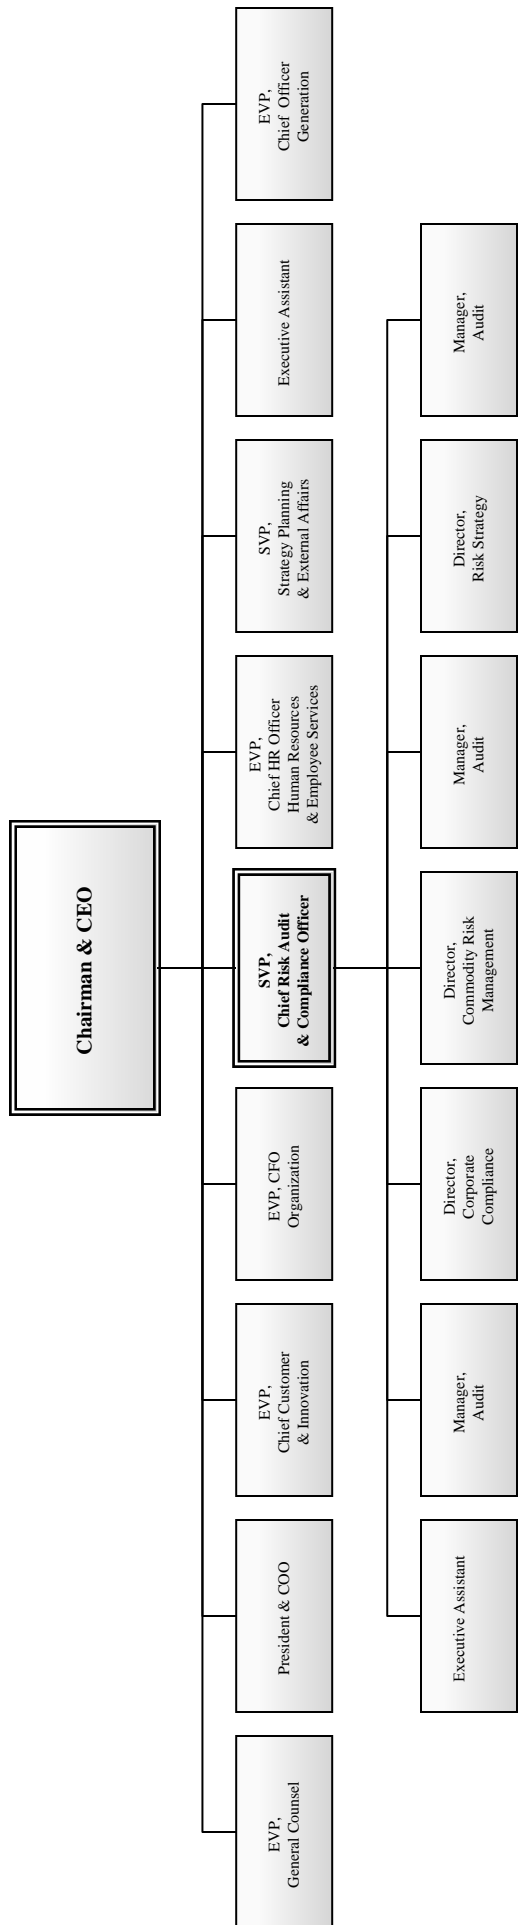 Chairman & CEO
EVP,
General Counsel
President & COO
EVP,
Chief Customer
& Innovation
EVP, CFO
Organization
SVP,
Chief Risk Audit
& Compliance Officer
EVP,
Chief HR Officer
Human Resources
& Employee Services
SVP,
Strategy Planning
& External Affairs
Executive Assistant
EVP,
Chief Officer
Generation
Executive Assistant
Manager,
Audit
Director,
Corporate
Compliance
Director,
Commodity Risk
Management
Manager,
Audit
Director,
Risk Strategy
Manager,
Audit